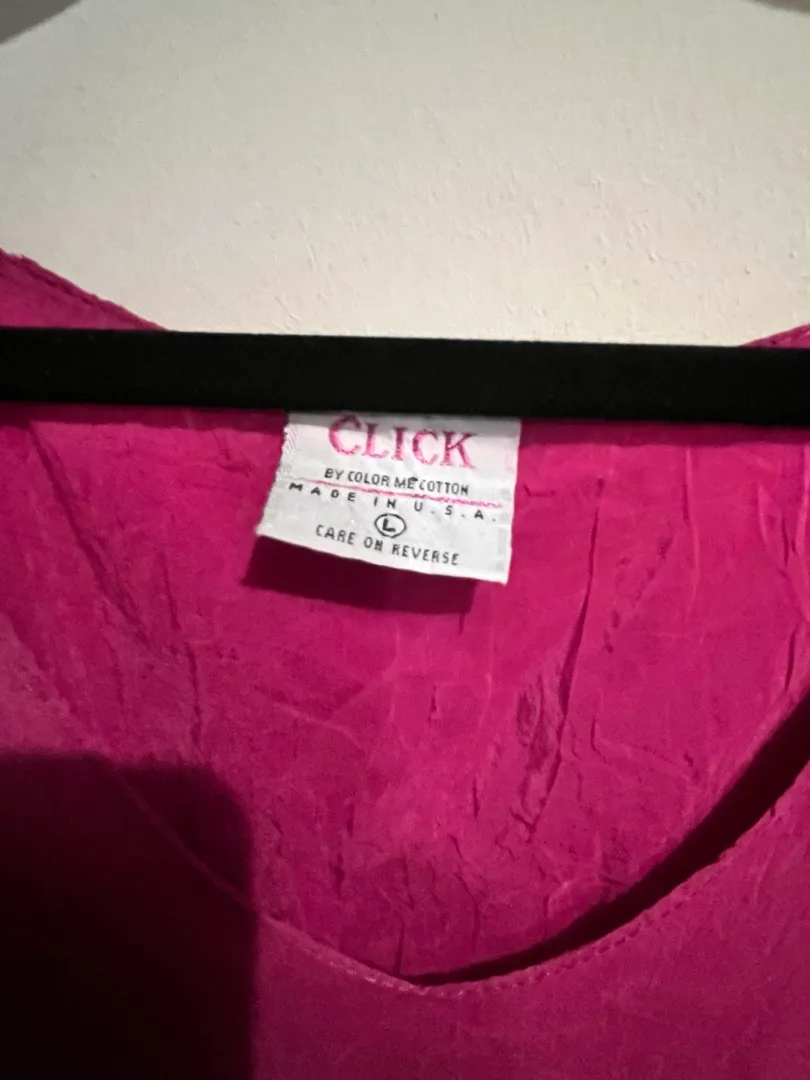 CLICK
BY COLOR ME COTTON
MADE IN U.S.A.
L
CARE ON REVERSE